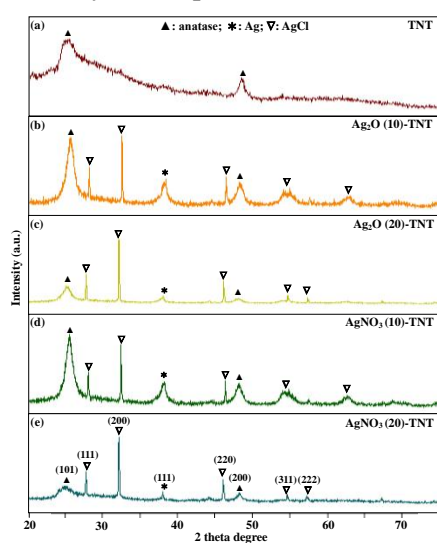 (a) ▲: anatase; ✱: Ag; ∇: AgCl TNT
(b) Ag₂O (10)-TNT
(c) Ag₂O (20)-TNT
(d) AgNO₃ (10)-TNT
(e) AgNO₃ (20)-TNT
(200)
(111)
(101)
(111)
(220)
(200)
(311)
(222)
Intensity (a.u.)
20 30 40 50 60 70
2 theta degree